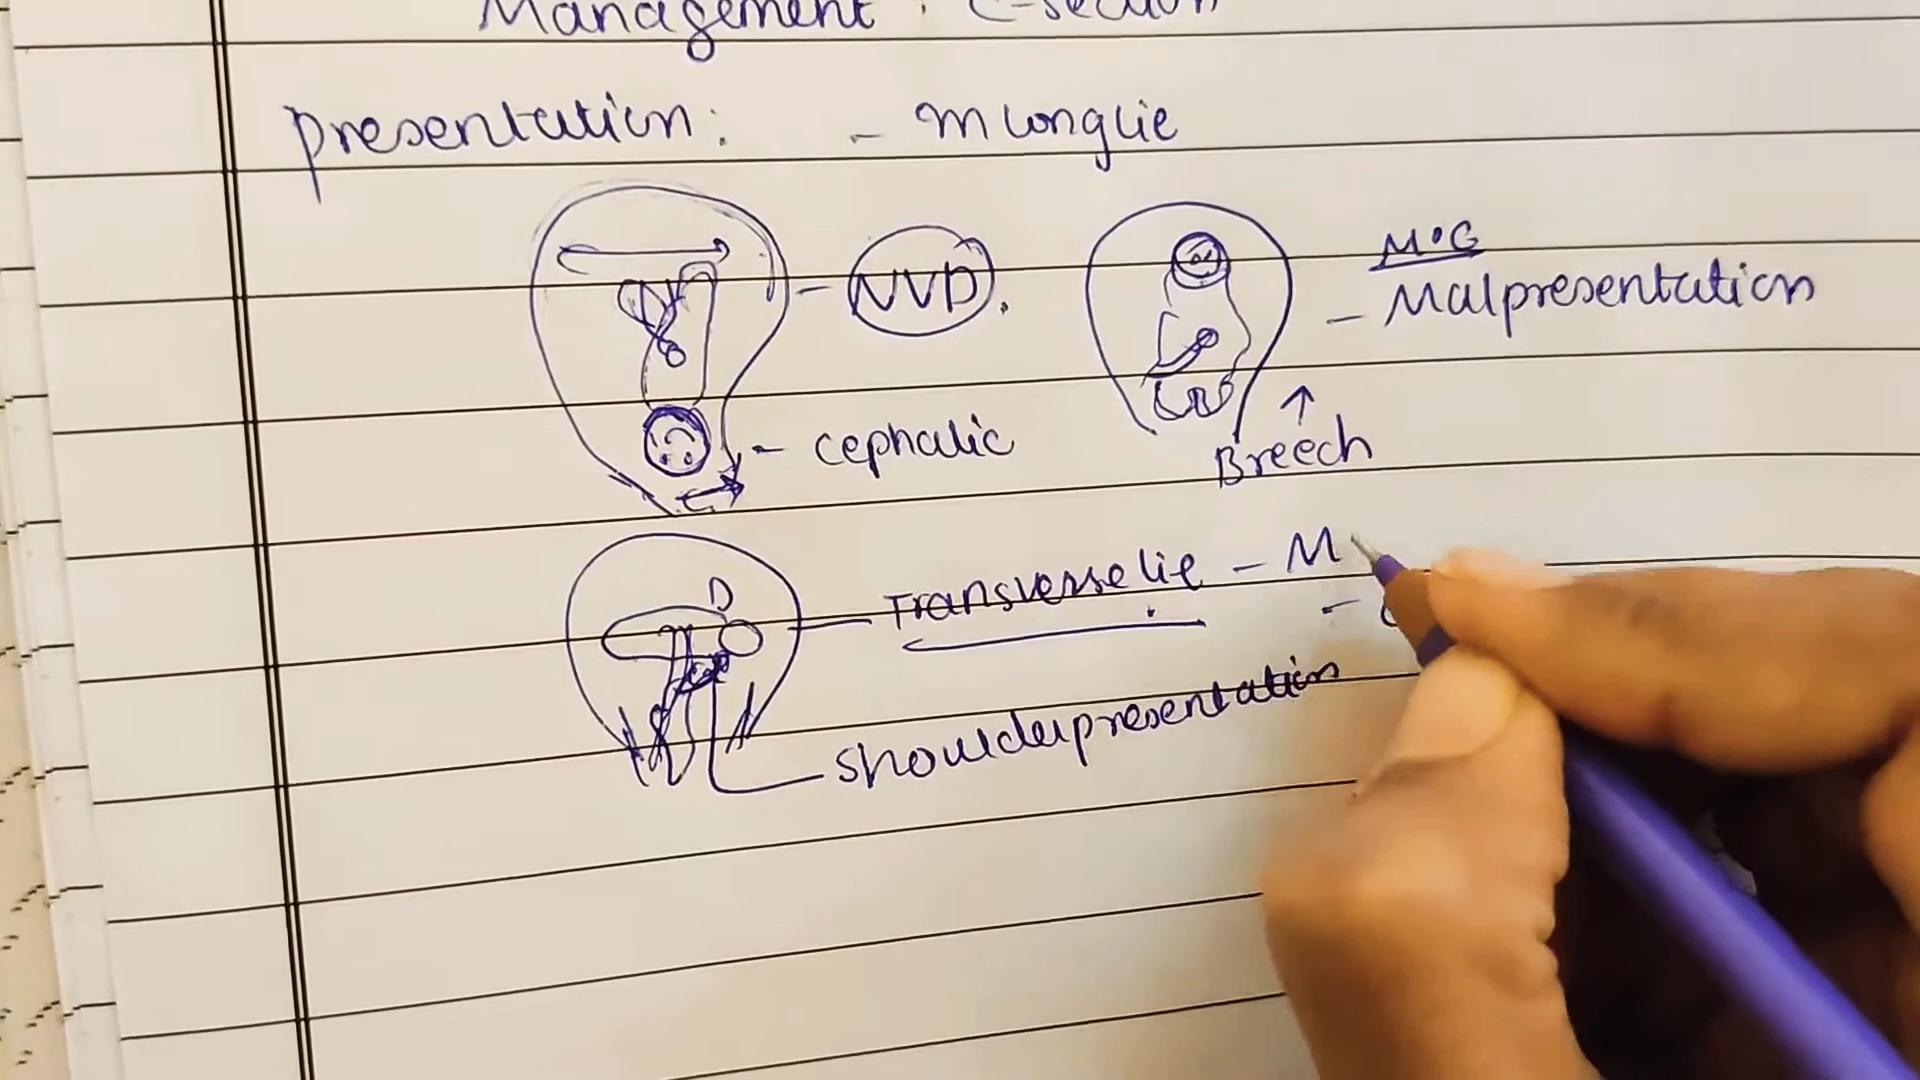 Management : C-section
presentation: - m longlie
NVD.
M.C
- Malpresentation
- cephalic
Breech
D
Transverse lie - M
shoulderpresentation